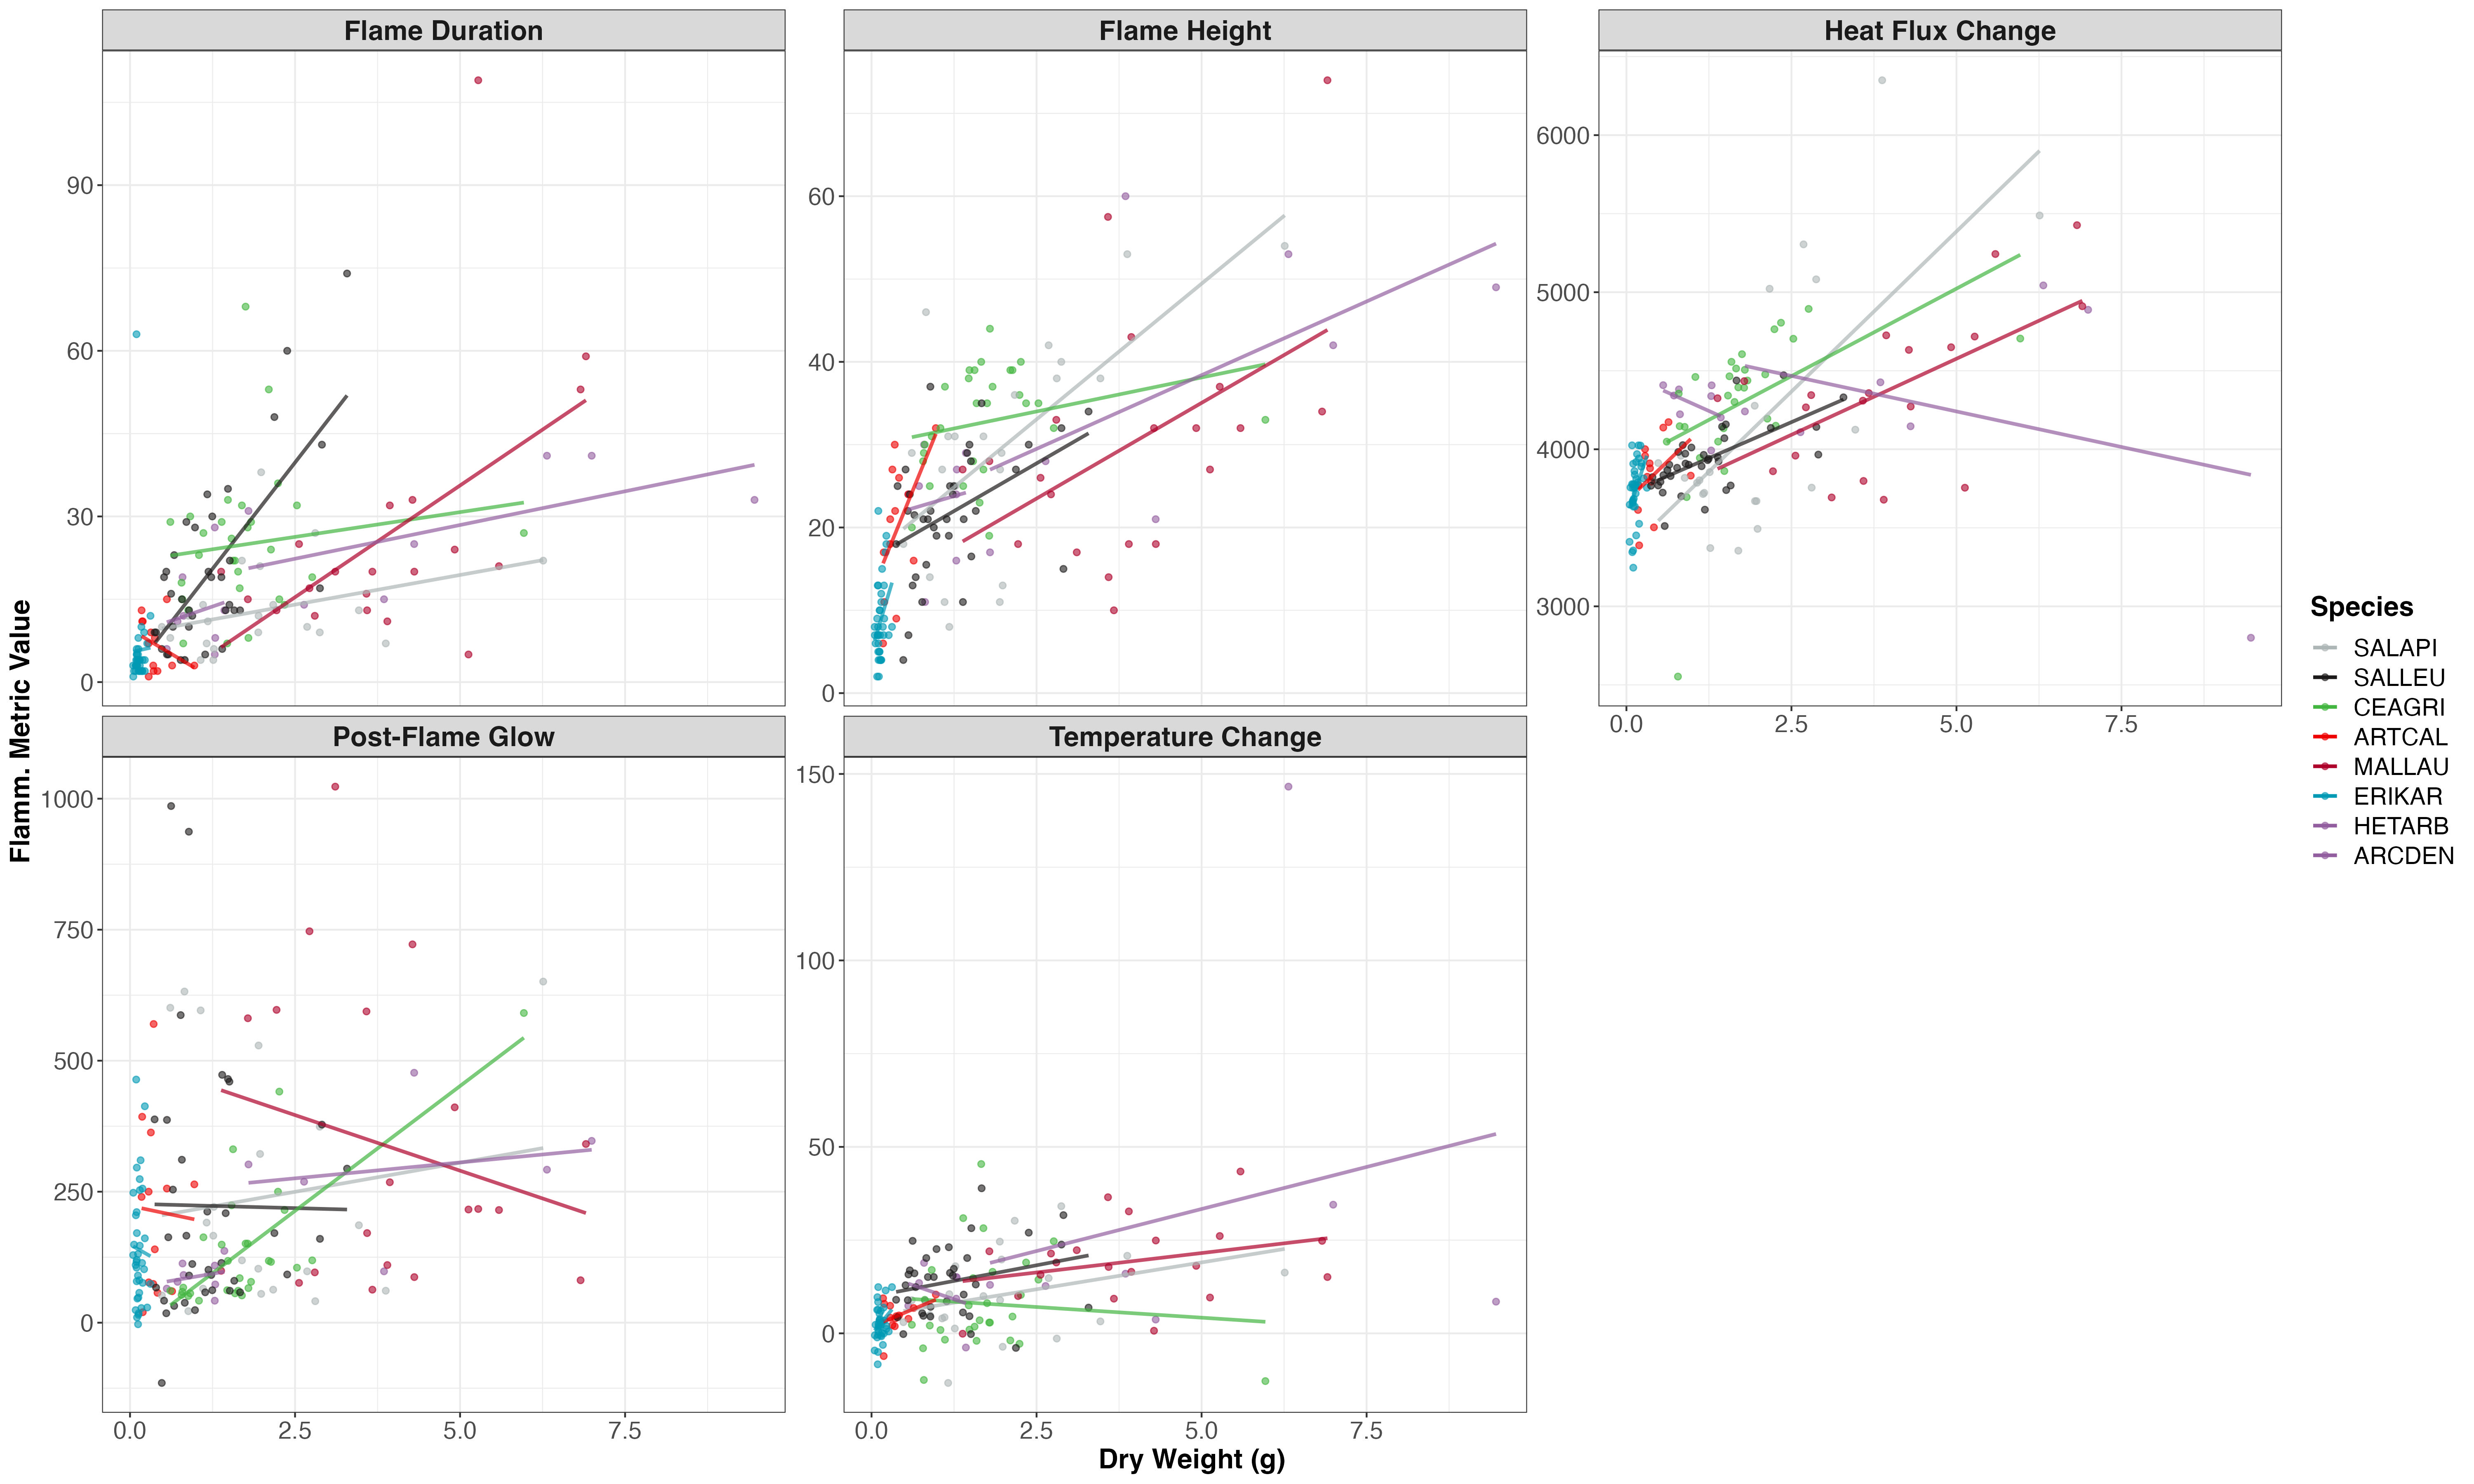 Flame Duration
Flame Height
Heat Flux Change
90
60
30
0
60
40
20
0
6000
5000
4000
3000
0.0 2.5 5.0 7.5
Post-Flame Glow
Temperature Change
1000
750
500
250
0
150
100
50
0
0.0 2.5 5.0 7.5
0.0 2.5 5.0 7.5
Dry Weight (g)
Flamm. Metric Value
Species
SALAPI
SALLEU
CEAGRI
ARTCAL
MALLAU
ERIKAR
HETARB
ARCDEN